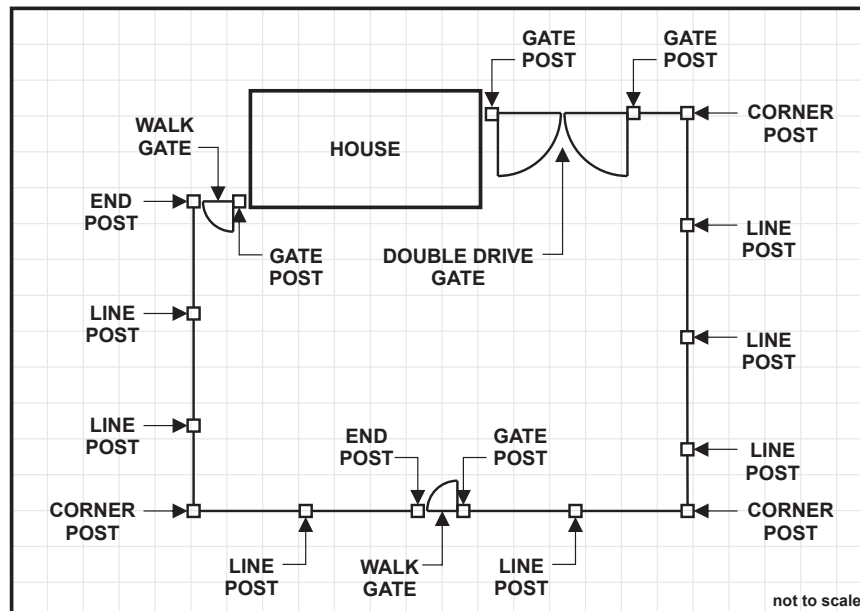 GATE
POST
GATE
POST
CORNER
POST
WALK
GATE
HOUSE
END
POST
LINE
POST
GATE
POST
DOUBLE DRIVE
GATE
LINE
POST
LINE
POST
LINE
POST
END
POST
GATE
POST
LINE
POST
CORNER
POST
CORNER
POST
LINE
POST
WALK
GATE
LINE
POST
not to scale